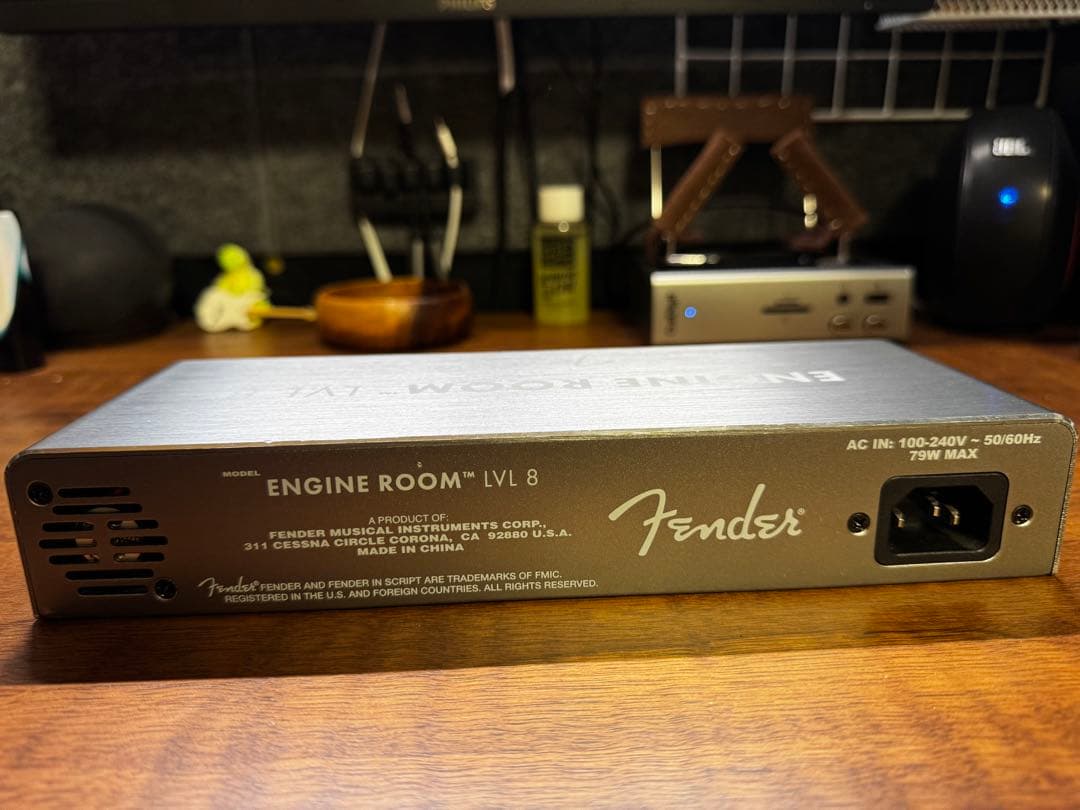 JBL
ENGINE ROOM™ LVL
AC IN: 100-240V ~ 50/60Hz
79W MAX
MODEL ENGINE ROOM™ LVL 8
A PRODUCT OF:
FENDER MUSICAL INSTRUMENTS CORP.,
311 CESSNA CIRCLE CORONA, CA 92880 U.S.A.
MADE IN CHINA
Fender®
Fender® FENDER AND FENDER IN SCRIPT ARE TRADEMARKS OF FMIC.
REGISTERED IN THE U.S. AND FOREIGN COUNTRIES. ALL RIGHTS RESERVED.